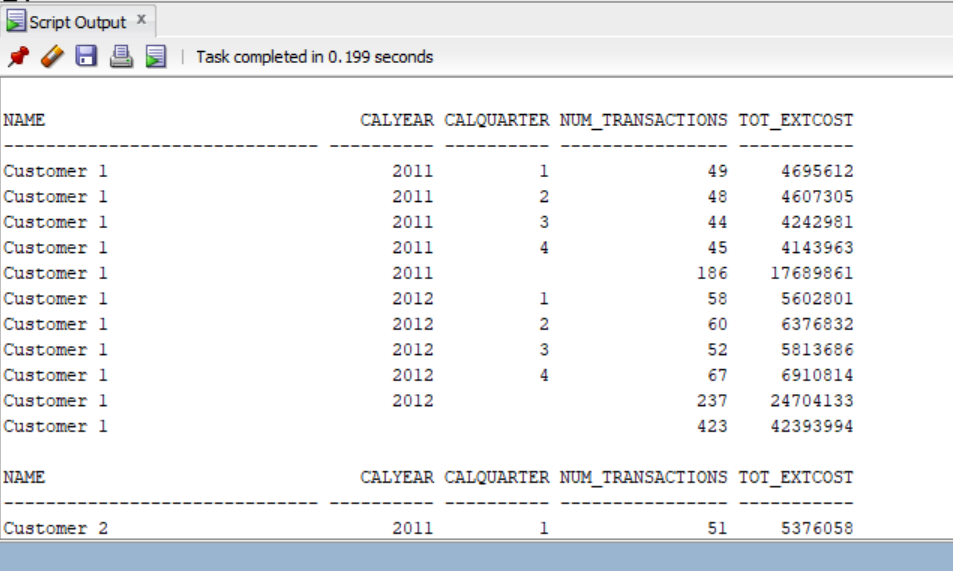 Script Output x
Task completed in 0.199 seconds
NAME                           CALYEAR CALQUARTER NUM_TRANSACTIONS TOT_EXTCOST
------------------------------ ---------- ---------- ---------------- -----------
Customer 1                     2011          1               49     4695612
Customer 1                     2011          2               48     4607305
Customer 1                     2011          3               44     4242981
Customer 1                     2011          4               45     4143963
Customer 1                     2011                         186    17689861
Customer 1                     2012          1               58     5602801
Customer 1                     2012          2               60     6376832
Customer 1                     2012          3               52     5813686
Customer 1                     2012          4               67     6910814
Customer 1                     2012                         237    24704133
Customer 1                                                  423    42393994
NAME                           CALYEAR CALQUARTER NUM_TRANSACTIONS TOT_EXTCOST
------------------------------ ---------- ---------- ---------------- -----------
Customer 2                     2011          1               51     5376058